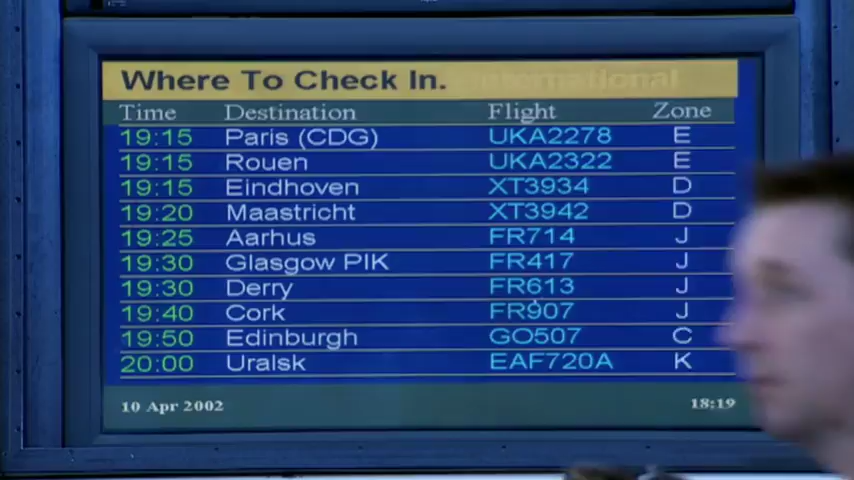 Where To Check In. International
Time Destination Flight Zone
19:15 Paris (CDG) UKA2278 E
19:15 Rouen UKA2322 E
19:15 Eindhoven XT3934 D
19:20 Maastricht XT3942 D
19:25 Aarhus FR714 J
19:30 Glasgow PIK FR417 J
19:30 Derry FR613 J
19:40 Cork FR907 J
19:50 Edinburgh GO507 C
20:00 Uralsk EAF720A K
10 Apr 2002 18:19